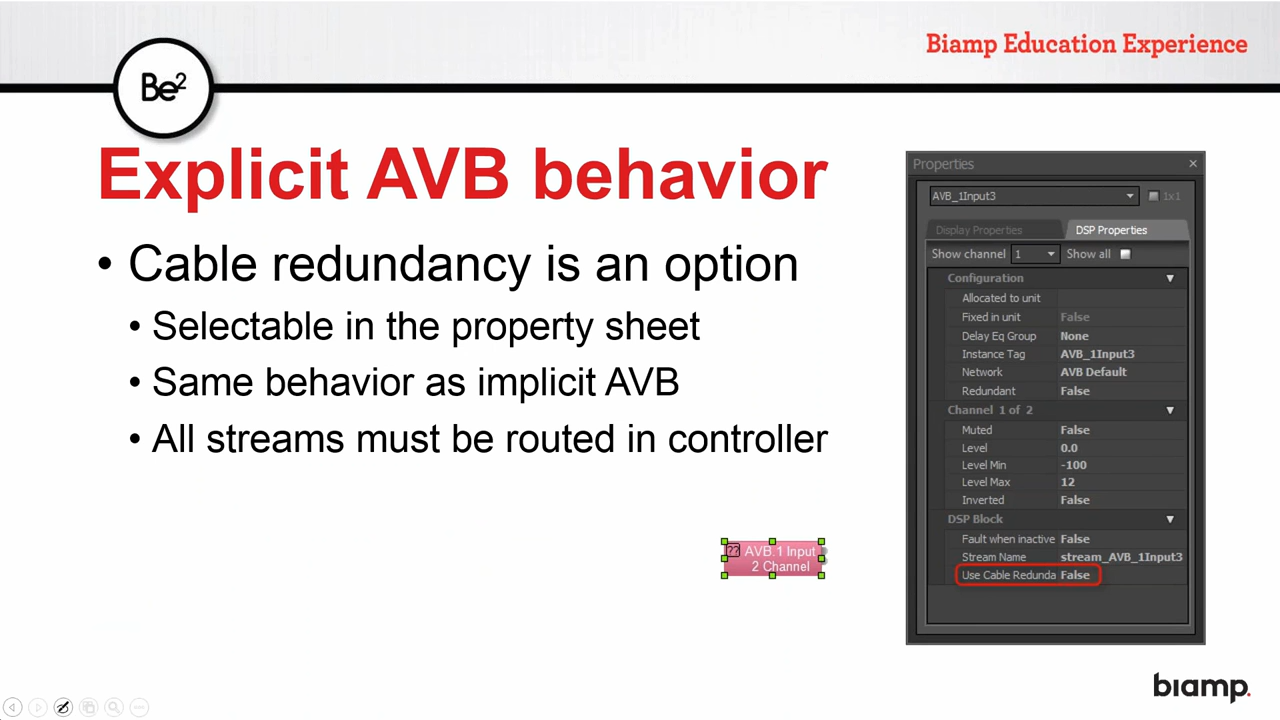 Biamp Education Experience
Be²
Explicit AVB behavior
• Cable redundancy is an option
• Selectable in the property sheet
• Same behavior as implicit AVB
• All streams must be routed in controller
?? AVB.1 Input
2 Channel
Properties
AVB_1Input3
1x1
Display Properties DSP Properties
Show channel 1 Show all
Configuration
Allocated to unit
Fixed in unit False
Delay Eq Group None
Instance Tag AVB_1Input3
Network AVB Default
Redundant False
Channel 1 of 2
Muted False
Level 0.0
Level Min -100
Level Max 12
Inverted False
DSP Block
Fault when inactive False
Stream Name stream_AVB_1Input3
Use Cable Redunda False
biamp.